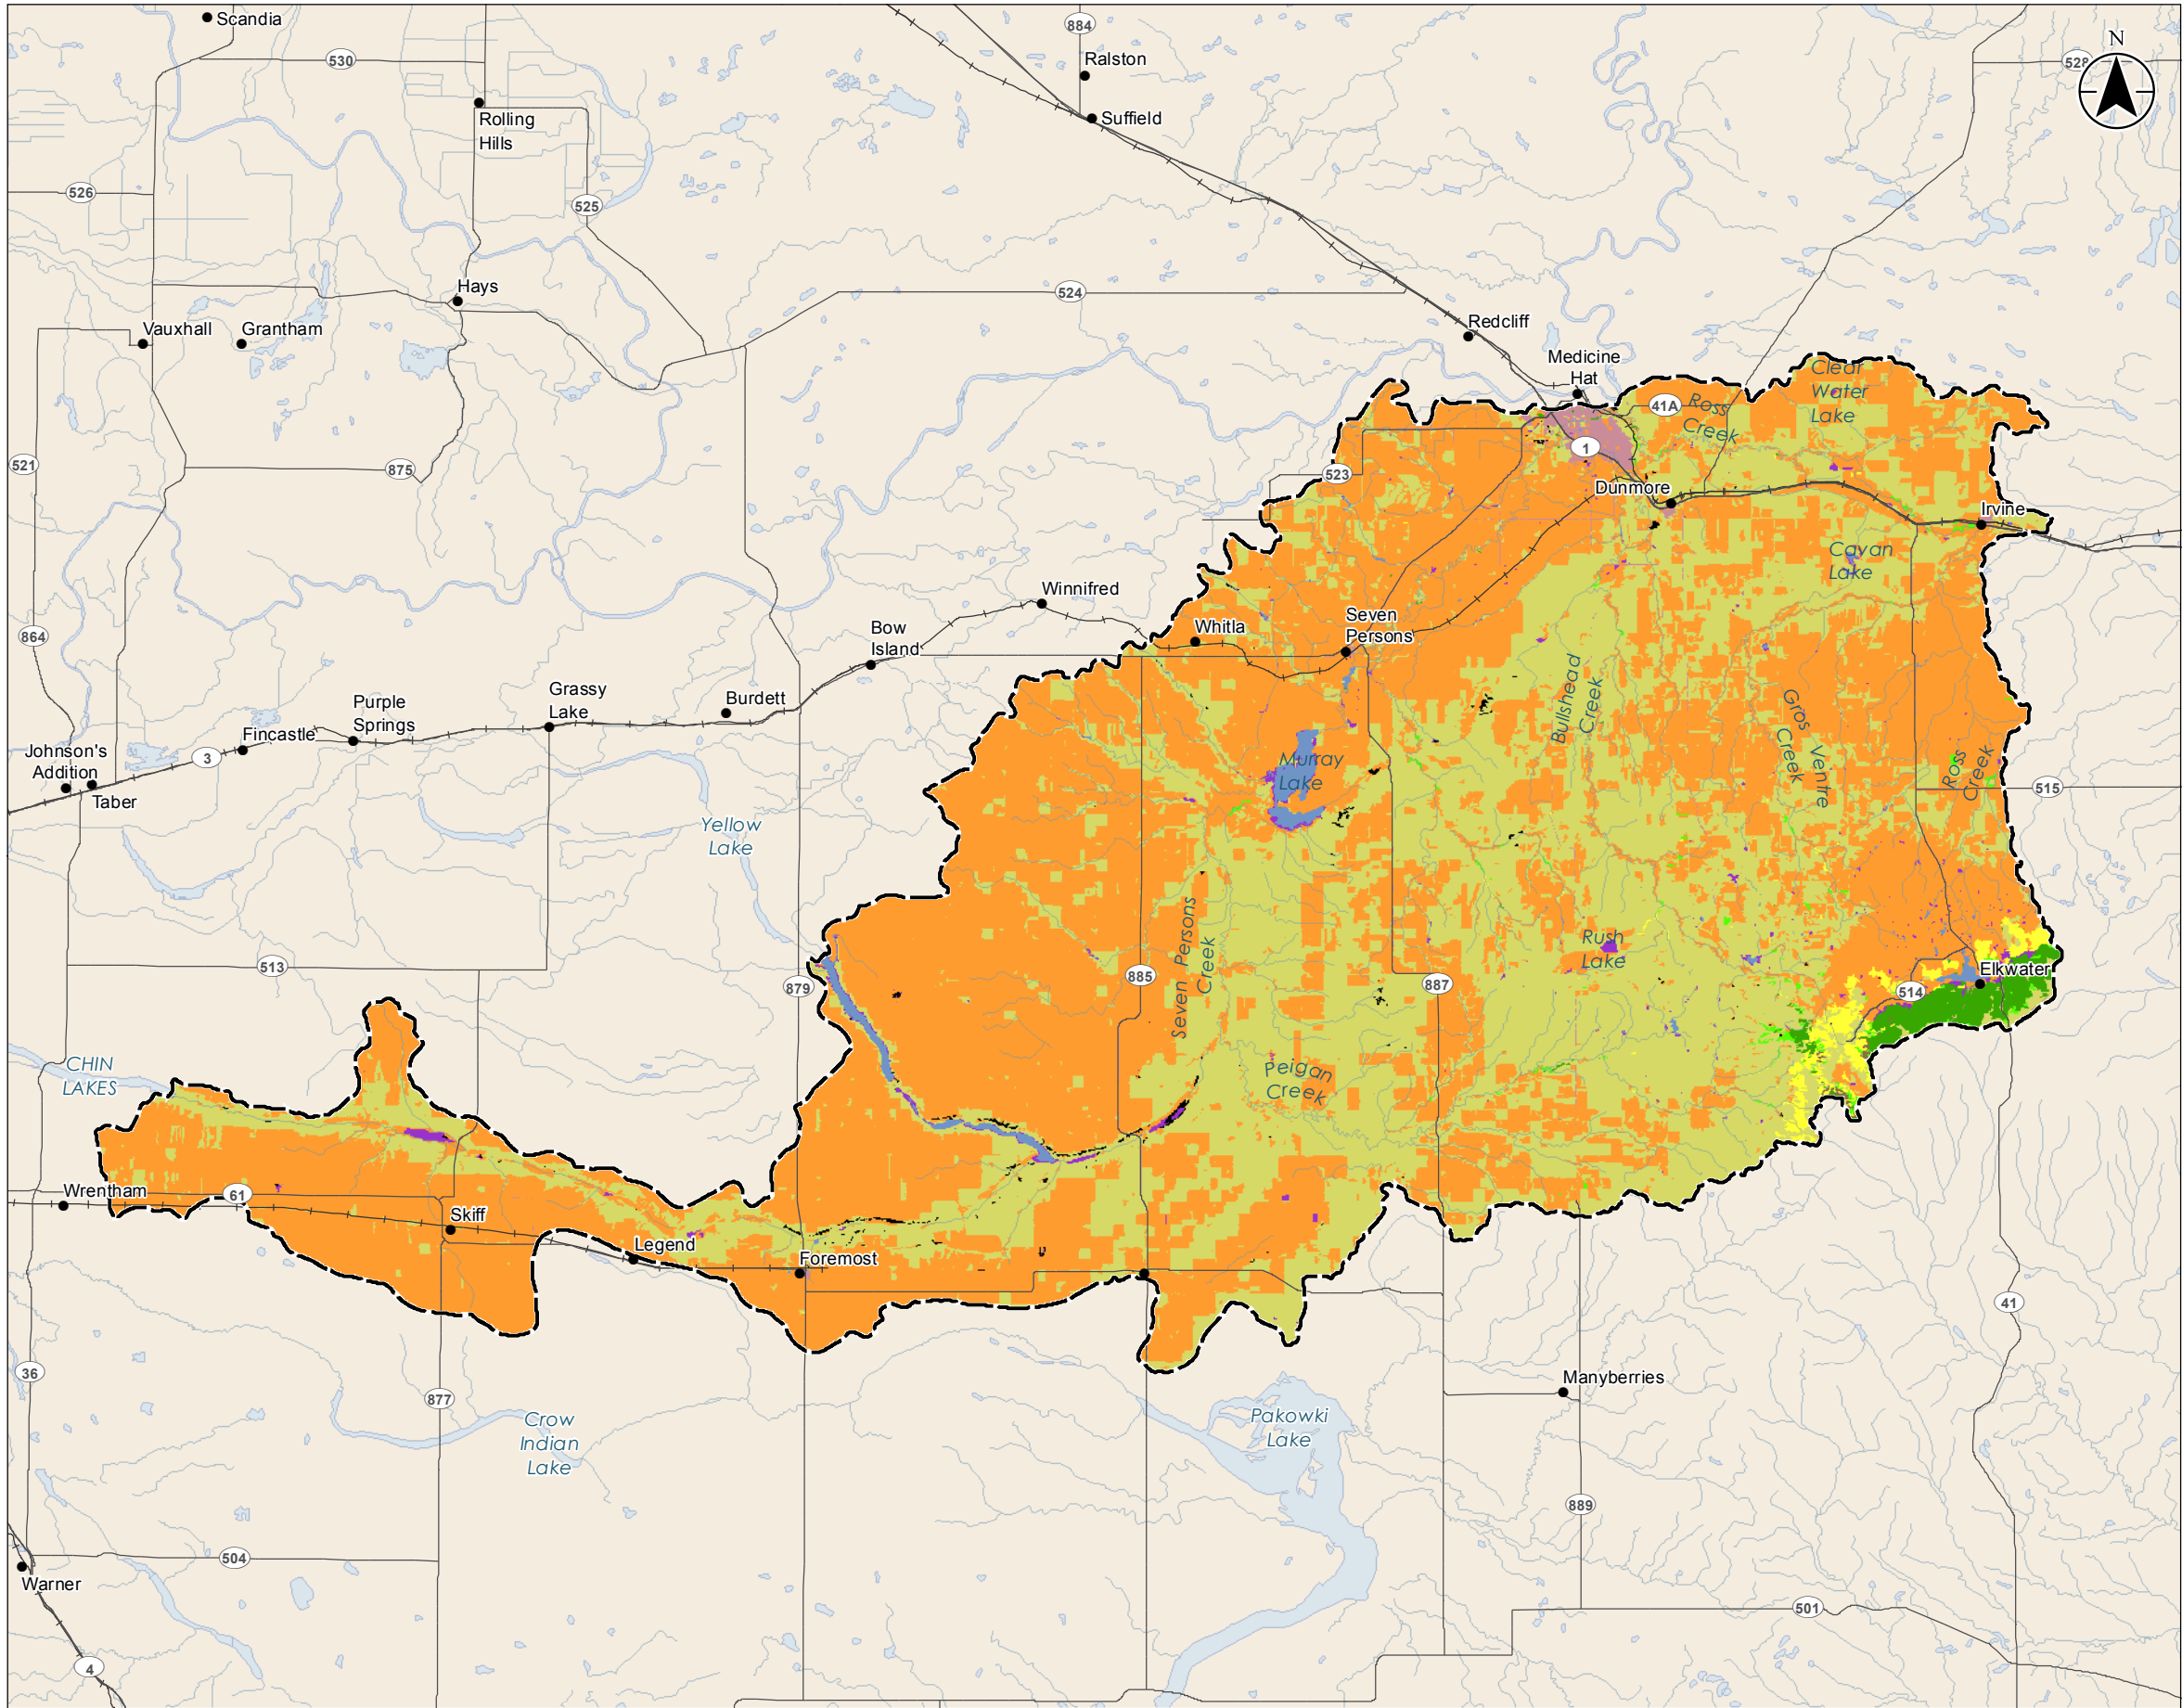 Scandia
884
N
530
Ralston
528
Rolling
Hills
Suffield
526
525
Hays
524
Vauxhall
Grantham
Redcliff
Medicine
Hat
Clear
Water
Lake
41A
Ross
Creek
1
521
875
523
Dunmore
Irvine
Cavan
Lake
Winnifred
864
Bow
Island
Whitla
Seven
Persons
Bullshead
Creek
Gros Ventre
Creek
Purple
Springs
Grassy
Lake
Burdett
Fincastle
Johnson's
Addition
3
Taber
Murray
Lake
Ross
Creek
515
Yellow
Lake
Seven Persons
Creek
Rush
Lake
513
879
885
887
514
Elkwater
CHIN
LAKES
Peigan
Creek
Wrentham
61
Skiff
Legend
Foremost
41
36
877
Manyberries
Crow
Indian
Lake
Pakowki
Lake
889
504
Warner
501
4